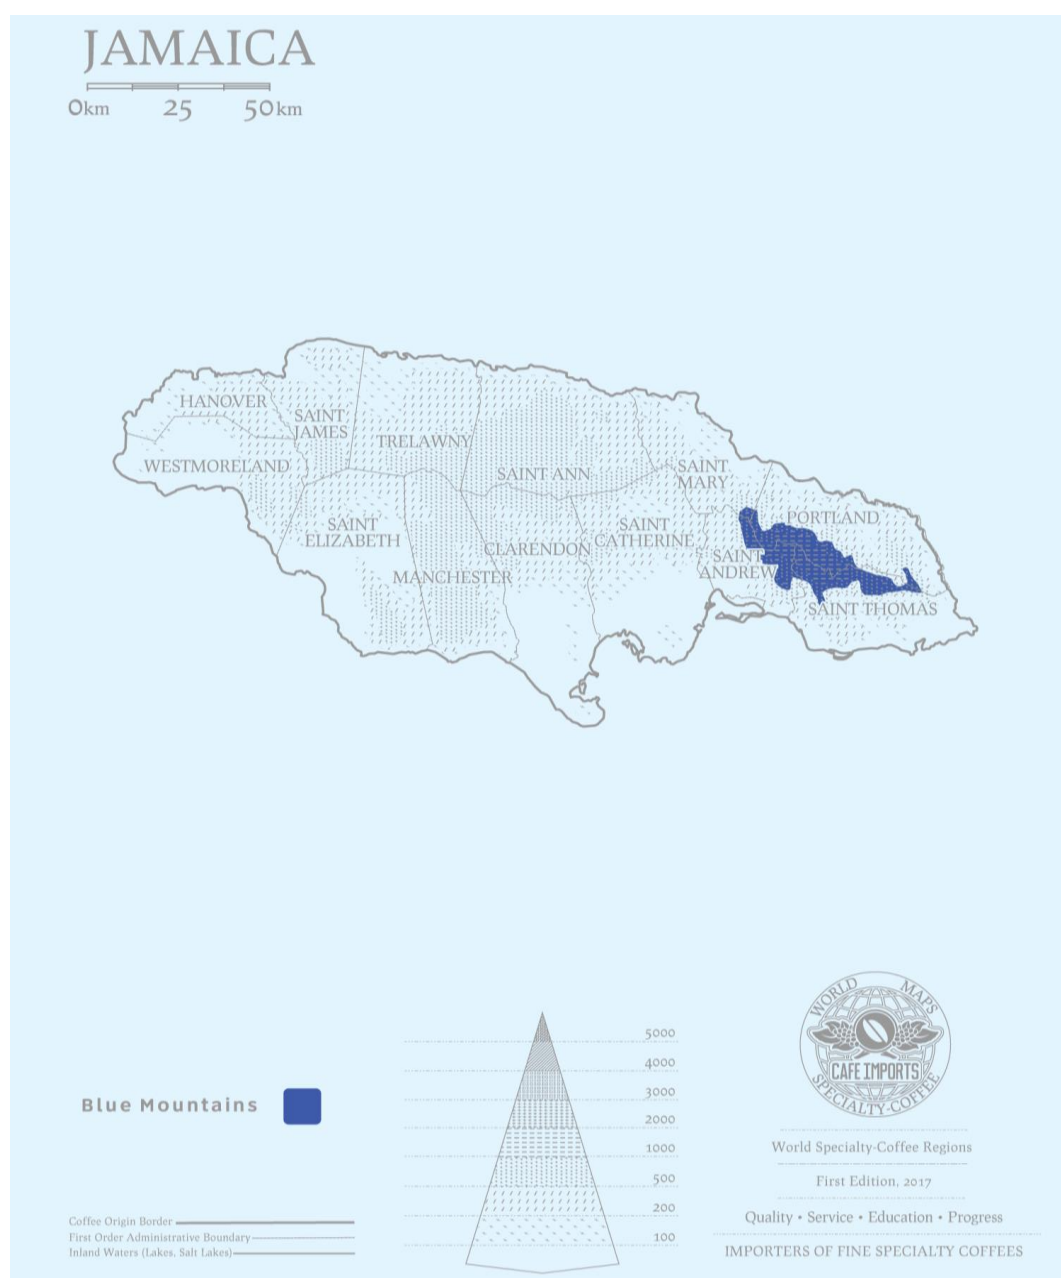 JAMAICA
0km 25 50km
HANOVER
SAINT
JAMES
TRELAWNY
WESTMORELAND
SAINT ANN
SAINT
MARY
SAINT
ELIZABETH
SAINT
CATHERINE
PORTLAND
CLARENDON
SAINT
ANDREW
MANCHESTER
SAINT THOMAS
Blue Mountains
Coffee Origin Border
First Order Administrative Boundary
Inland Waters (Lakes, Salt Lakes)
5000
4000
3000
2000
1000
500
200
100
WORLD MAPS
CAFE IMPORTS
SPECIALTY-COFFEE
World Specialty-Coffee Regions
First Edition, 2017
Quality • Service • Education • Progress
IMPORTERS OF FINE SPECIALTY COFFEES